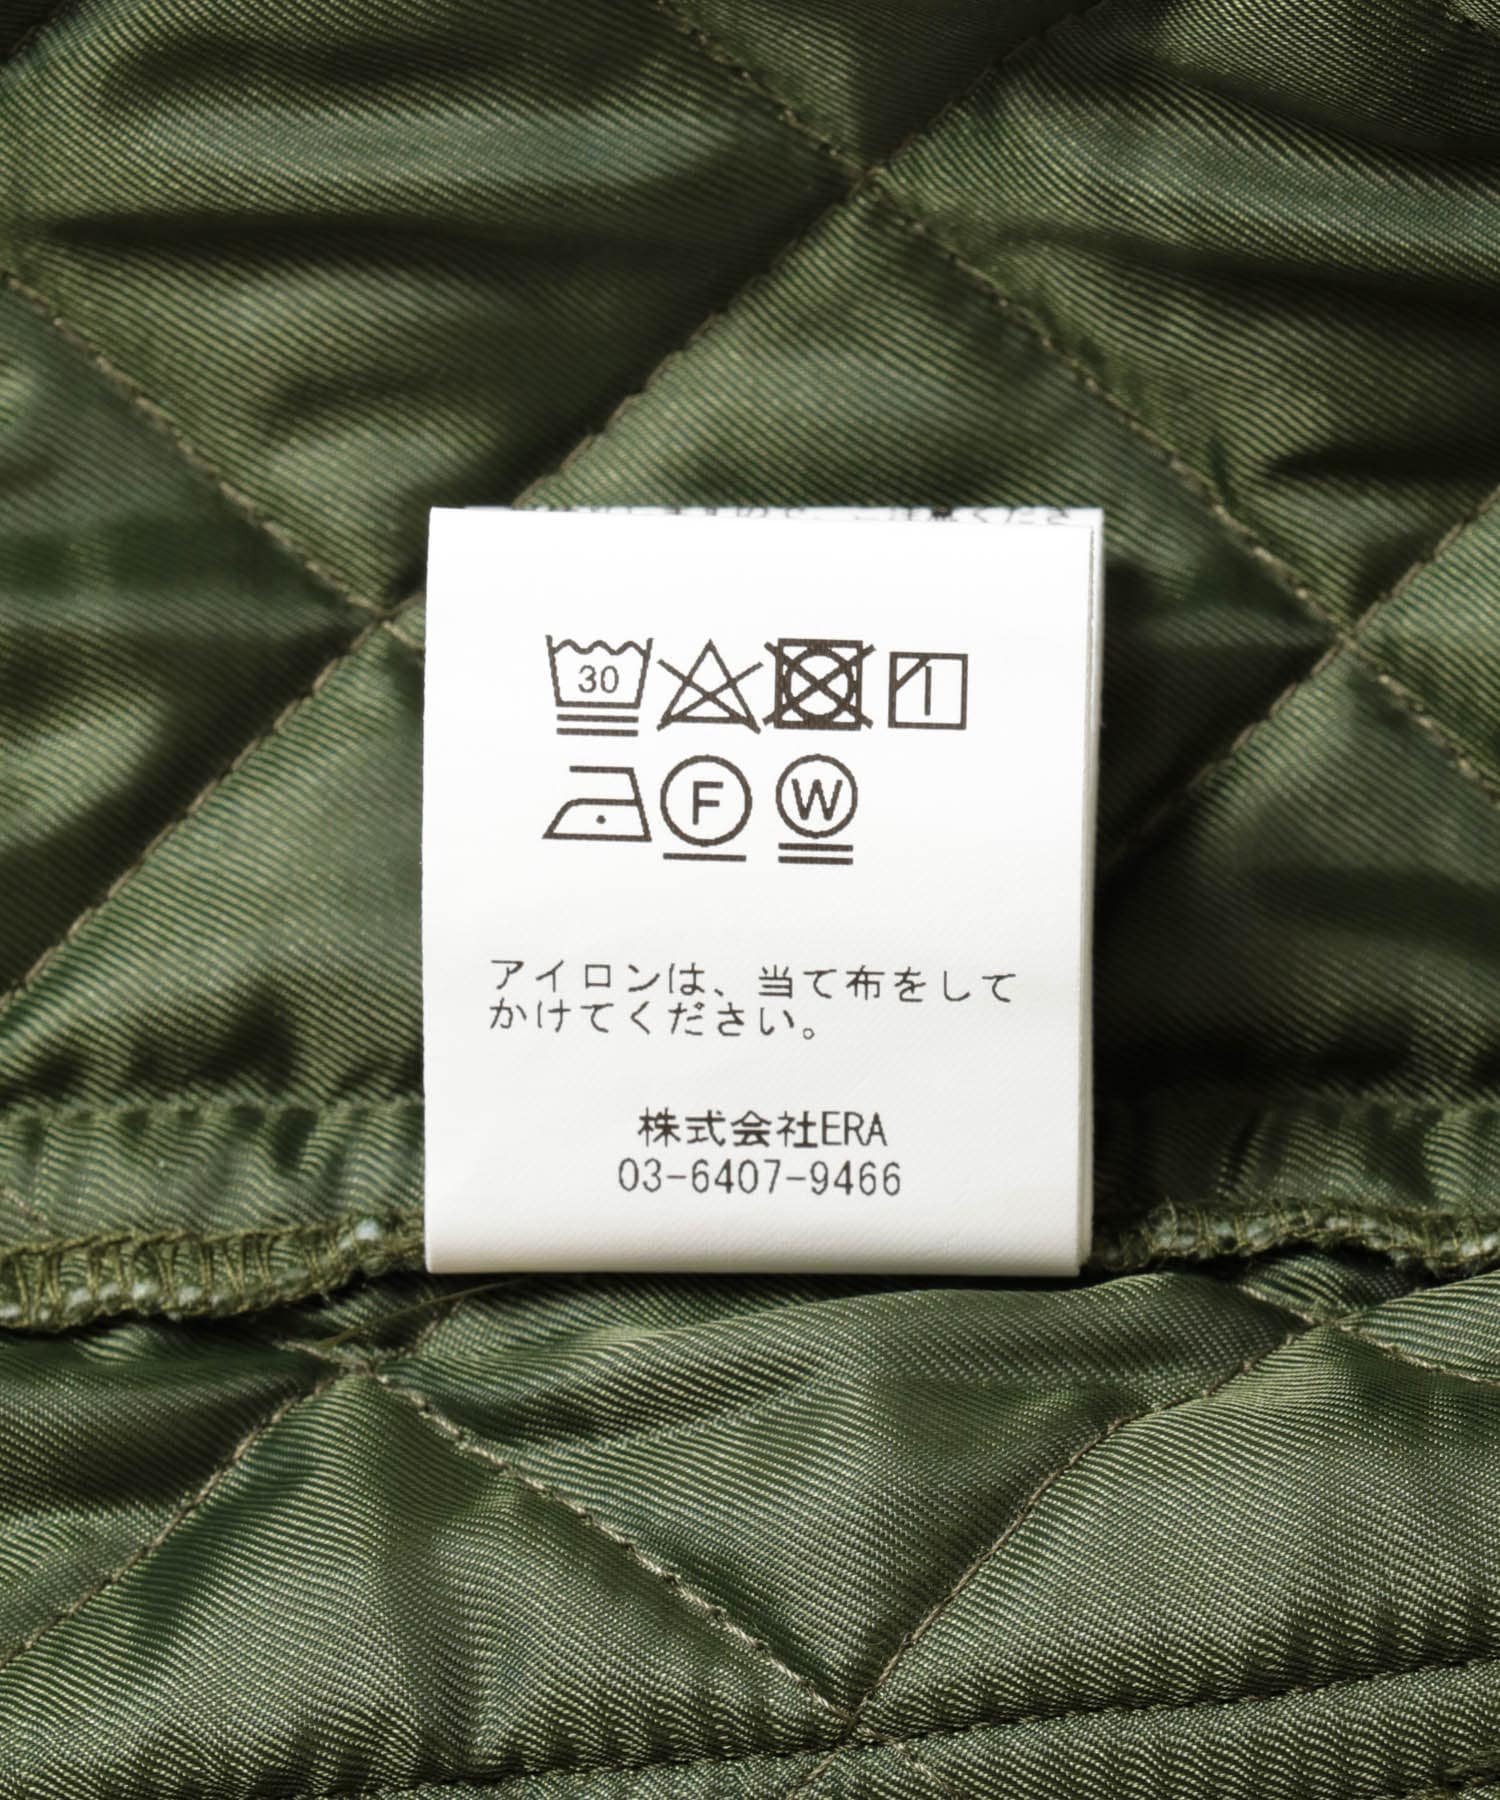 30
F W
アイロンは、当て布をして
かけてください。
株式会社ERA
03-6407-9466